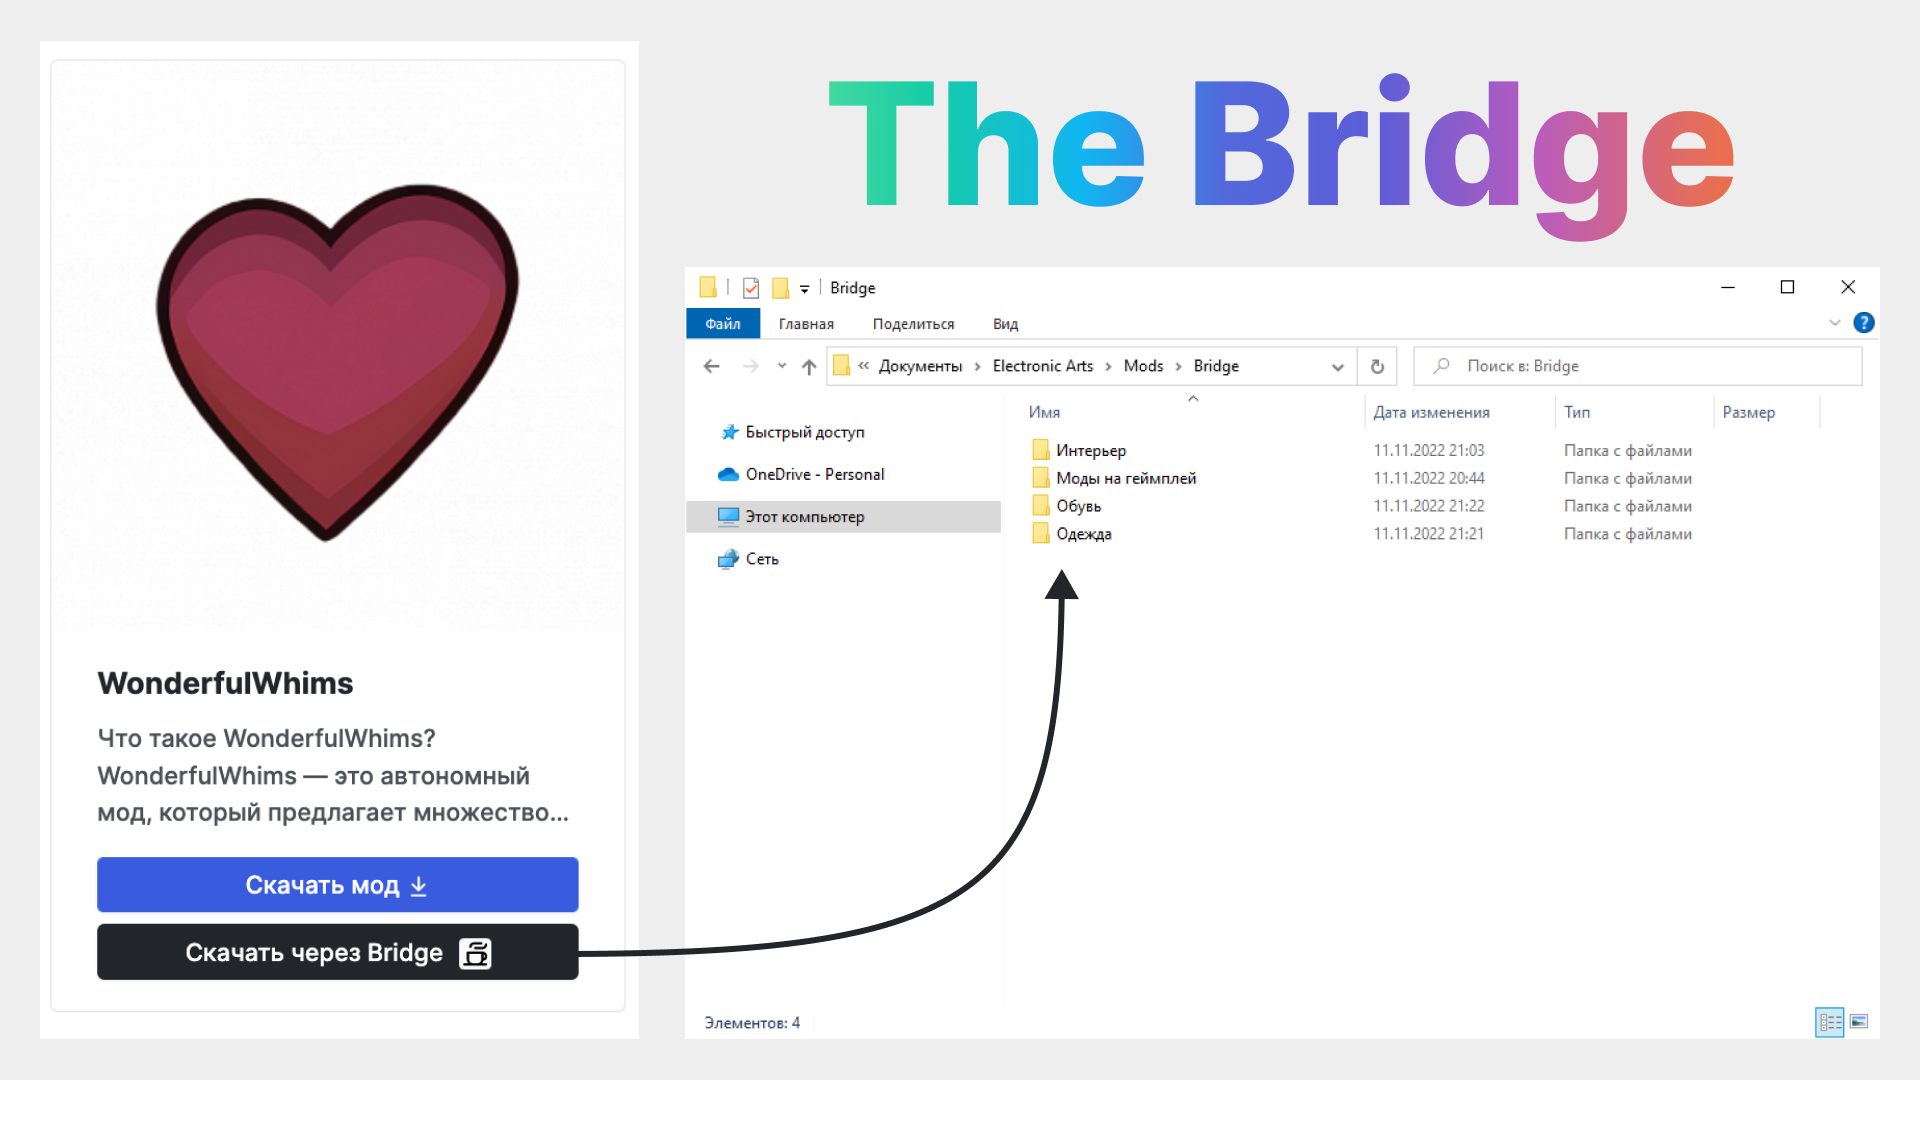 The Bridge
WonderfulWhims
Что такое WonderfulWhims?
WonderfulWhims — это автономный
мод, который предлагает множество...
Скачать мод
Скачать через Bridge
Bridge
Файл Главная Поделиться Вид
?
« Документы › Electronic Arts › Mods › Bridge
Поиск в: Bridge
Быстрый доступ
OneDrive - Personal
Этот компьютер
Сеть
Имя Дата изменения Тип Размер
Интерьер 11.11.2022 21:03 Папка с файлами
Моды на геймплей 11.11.2022 20:44 Папка с файлами
Обувь 11.11.2022 21:22 Папка с файлами
Одежда 11.11.2022 21:21 Папка с файлами
Элементов: 4